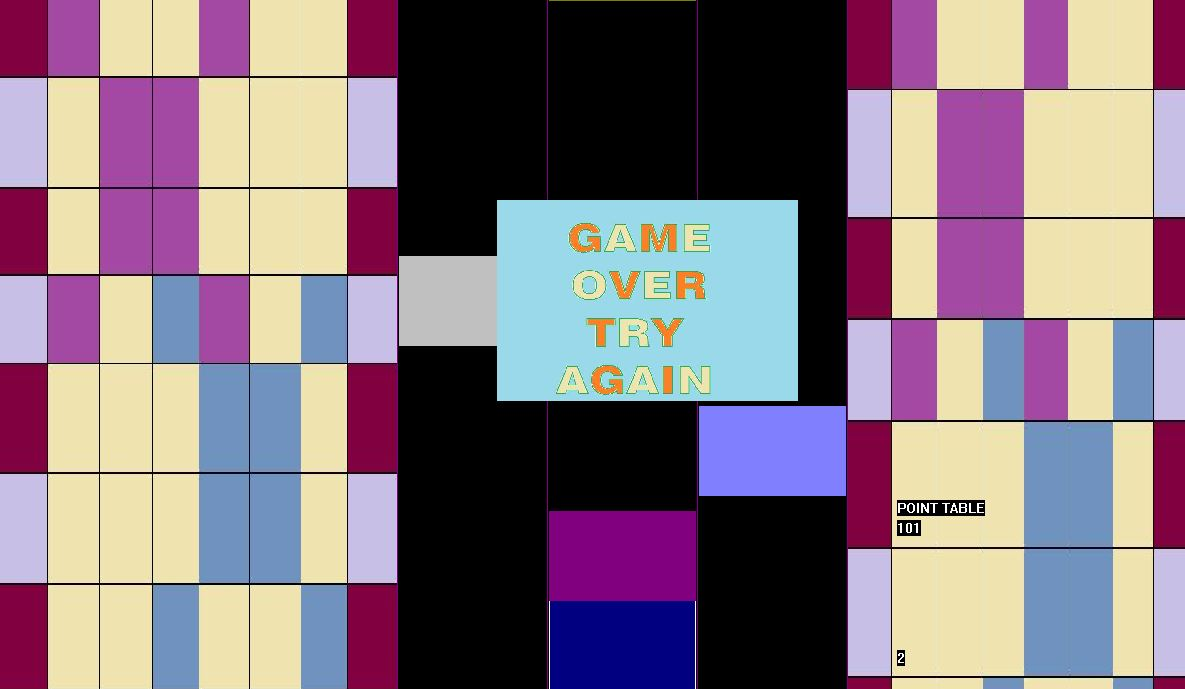 GAME
OVER
TRY
AGAIN
POINT TABLE
101
2